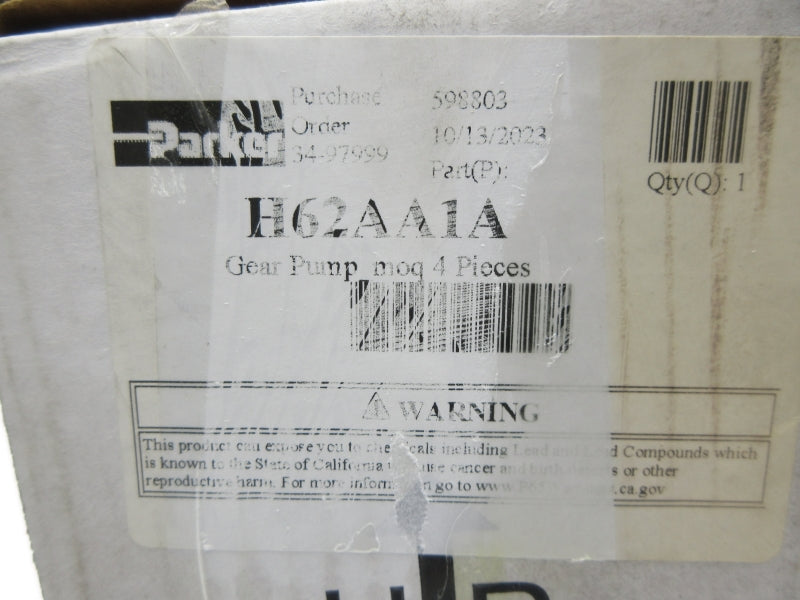 Parker
Purchase
Order
34-97999
598803
10/13/2023
Part(P):
Qty(Q): 1
H62AA1A
Gear Pump moq 4 Pieces
WARNING
This product can expose you to chemicals including Lead and Lead Compounds which
is known to the State of California to cause cancer and birth defects or other
reproductive harm. For more information go to www. .ca.gov